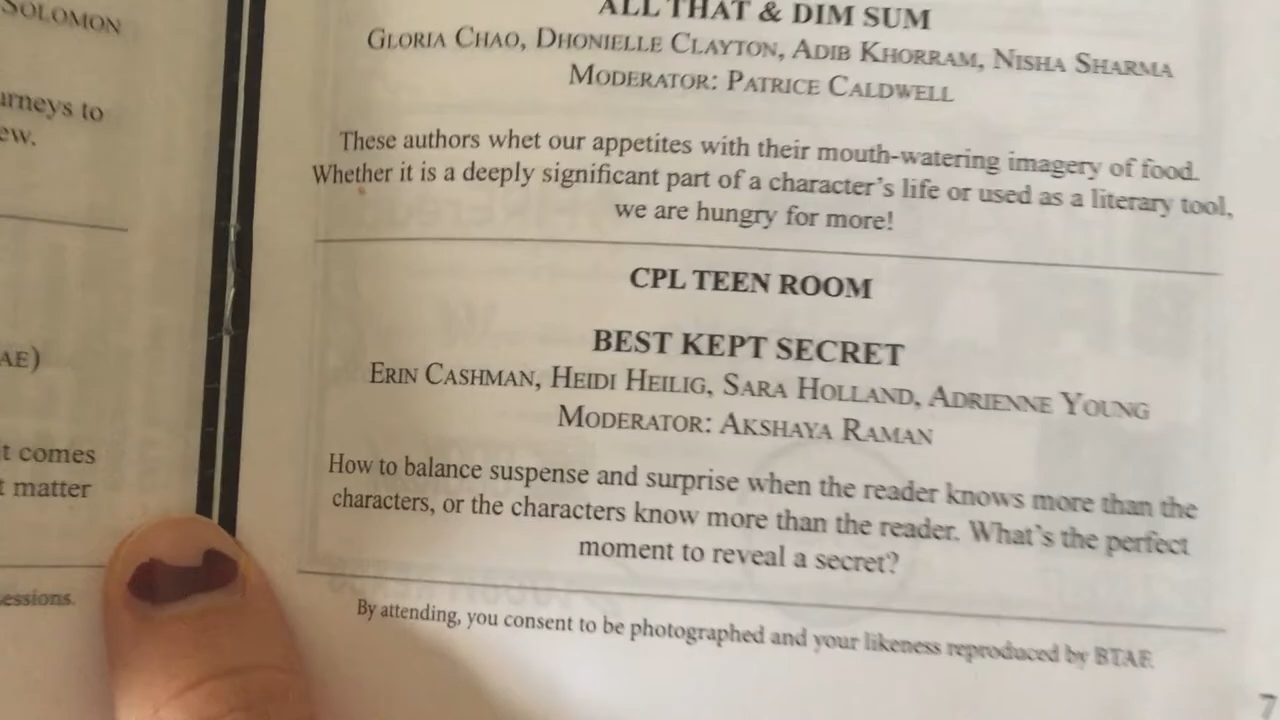 SOLOMON
urneys to
ew.
AE)
t comes
t matter
essions.
ALL THAT & DIM SUM
GLORIA CHAO, DHONIELLE CLAYTON, ADIB KHORRAM, NISHA SHARMA
MODERATOR: PATRICE CALDWELL
These authors whet our appetites with their mouth-watering imagery of food.
Whether it is a deeply significant part of a character's life or used as a literary tool,
we are hungry for more!
CPL TEEN ROOM
BEST KEPT SECRET
ERIN CASHMAN, HEIDI HEILIG, SARA HOLLAND, ADRIENNE YOUNG
MODERATOR: AKSHAYA RAMAN
How to balance suspense and surprise when the reader knows more than the
characters, or the characters know more than the reader. What's the perfect
moment to reveal a secret?
By attending, you consent to be photographed and your likeness reproduced by BTAF.
7